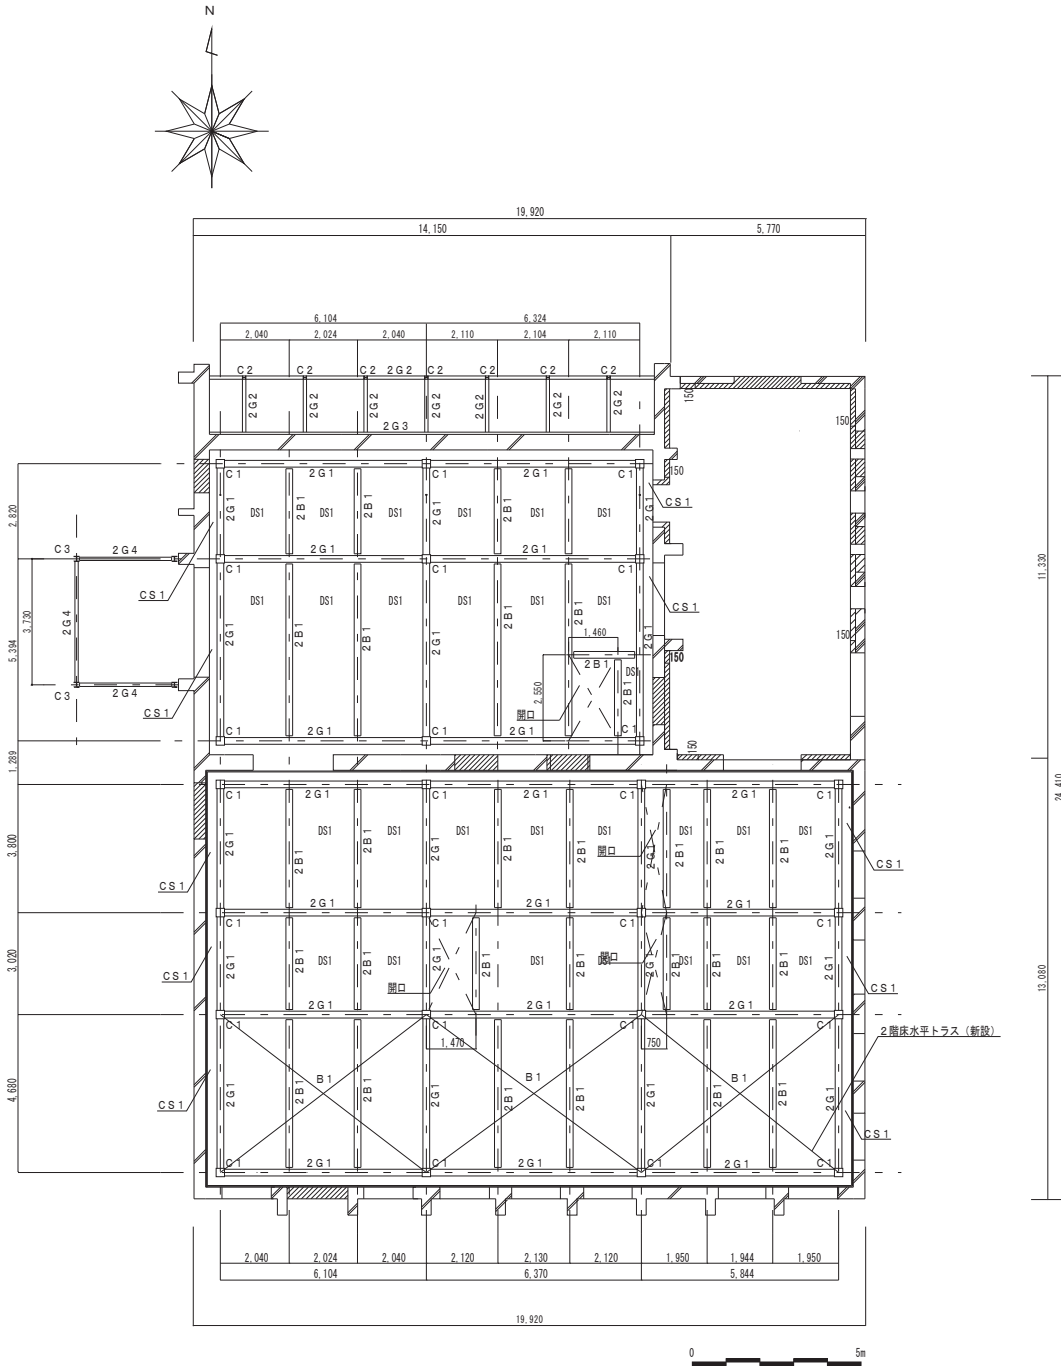 N
19,920
14,150 5,770
6,104 6,324
2,040 2,024 2,040 2,110 2,104 2,110
C2 C2 C2 2G2 C2 C2 C2 C2
150
2G2 2G2 2G2 2G2 2G2 2G2 2G2
2G3
150
C1 2G1 C1 2G1 C1
150
CS1
2G1 DS1 2B1 DS1 2B1 DS1 2G1 DS1 2B1 DS1 DS1 2G1
2,820
11,330
C3 2G4 2G1 2G1
C1 C1 C1
CS1 CS1
DS1 DS1 DS1 DS1 DS1 DS1
2G4 3,730 5,394
2G1 2B1 2B1 2G1 2B1 2B1 2G1
1,460
150
150
2B1 DS1
2B1
2,550
C3 2G4
CS1
開口
C1 2G1 C1 2G1 C1
150
1,289
24,410
C1 2G1 C1 2G1 C1 2G1 C1
3,800
2G1 DS1 2B1 DS1 2B1 DS1 2G1 DS1 2B1 DS1 2B1 DS1 2G1 DS1 2B1 DS1 2B1 DS1 2B1 DS1 2G1
開口
CS1 CS1
2G1 2G1 2G1
C1 C1 C1 C1
3,020
13,080
2G1 2B1 DS1 2B1 DS1 2G1 2B1 DS1 2B1 DS1 2G1 2B1 DS1 2B1 DS1 2B1 DS1 2G1
開口
開口
CS1 CS1
2G1 2G1 2G1
C1 C1 C1 C1
1,470 750
2階床水平トラス（新設）
4,680
B1 B1
2G1 2B1 2B1 2G1 2B1 2B1 2G1 2B1 2B1 2G1
CS1 CS1
C1 2G1 C1 C1 2G1 C1
2,040 2,024 2,040 2,120 2,130 2,120 1,950 1,944 1,950
6,104 6,370 5,844
19,920
0 5m